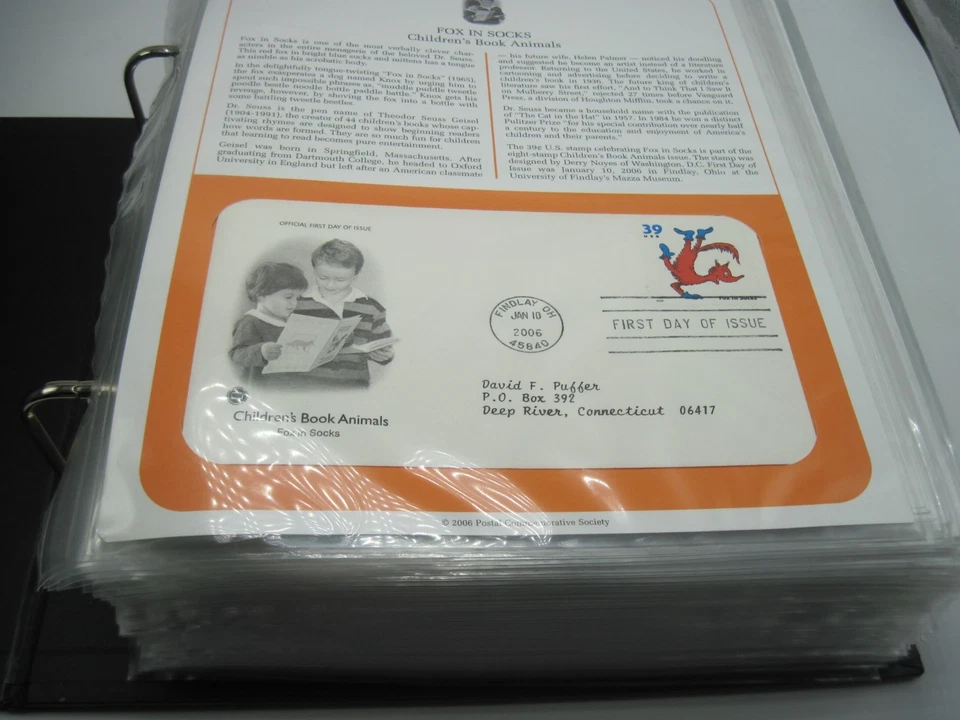 FOX IN SOCKS
Children's Book Animals
Fox in Socks is one of the most verbally clever char-
acters in the entire menagerie of the beloved Dr. Seuss.
This red fox in bright blue socks and mittens has a tongue
as nimble as his acrobatic body.
In the delightfully tongue-twisting "Fox in Socks" (1965),
the fox exasperates a dog named Knox by urging him to
spout such impossible phrases as, "muddle puddle tweetle
poodle beetle noodle bottle paddle battle." Knox gets his
revenge, however, by shoving the fox into a bottle with
some battling tweetle beetles.
Dr. Seuss is the pen name of Theodor Seuss Geisel
(1904-1991), the creator of 44 children's books whose cap-
tivating rhymes are designed to show beginning readers
how words are formed. They are so much fun for children
that learning to read becomes pure entertainment.
Geisel was born in Springfield, Massachusetts. After
graduating from Dartmouth College, he headed to Oxford
University in England but left after an American classmate
— his future wife, Helen Palmer — noticed his doodling
and suggested he become an artist instead of a literature
professor. Returning to the United States, he worked in
cartooning and advertising before deciding to write a
children's book in 1936. The future king of children's
literature saw his first effort, "And to Think That I Saw It
on Mulberry Street," rejected 27 times before Vanguard
Press, a division of Houghton Mifflin, took a chance on it.
Dr. Seuss became a household name with the publication
of "The Cat in the Hat" in 1957. In 1984 he won a distinct
Pulitzer Prize "for his special contribution over nearly half
a century to the education and enjoyment of America's
children and their parents."
The 39¢ U.S. stamp celebrating Fox in Socks is part of the
eight-stamp Children's Book Animals issue. The stamp was
designed by Derry Noyes of Washington, D.C. First Day of
Issue was January 10, 2006 in Findlay, Ohio at the
University of Findlay's Mazza Museum.
OFFICIAL FIRST DAY OF ISSUE
39
USA
FOX IN SOCKS
FINDLAY OH
JAN 10
2006
45840
FIRST DAY OF ISSUE
David F. Puffer
P.O. Box 392
Deep River, Connecticut 06417
Children's Book Animals
Fox in Socks
© 2006 Postal Commemorative Society